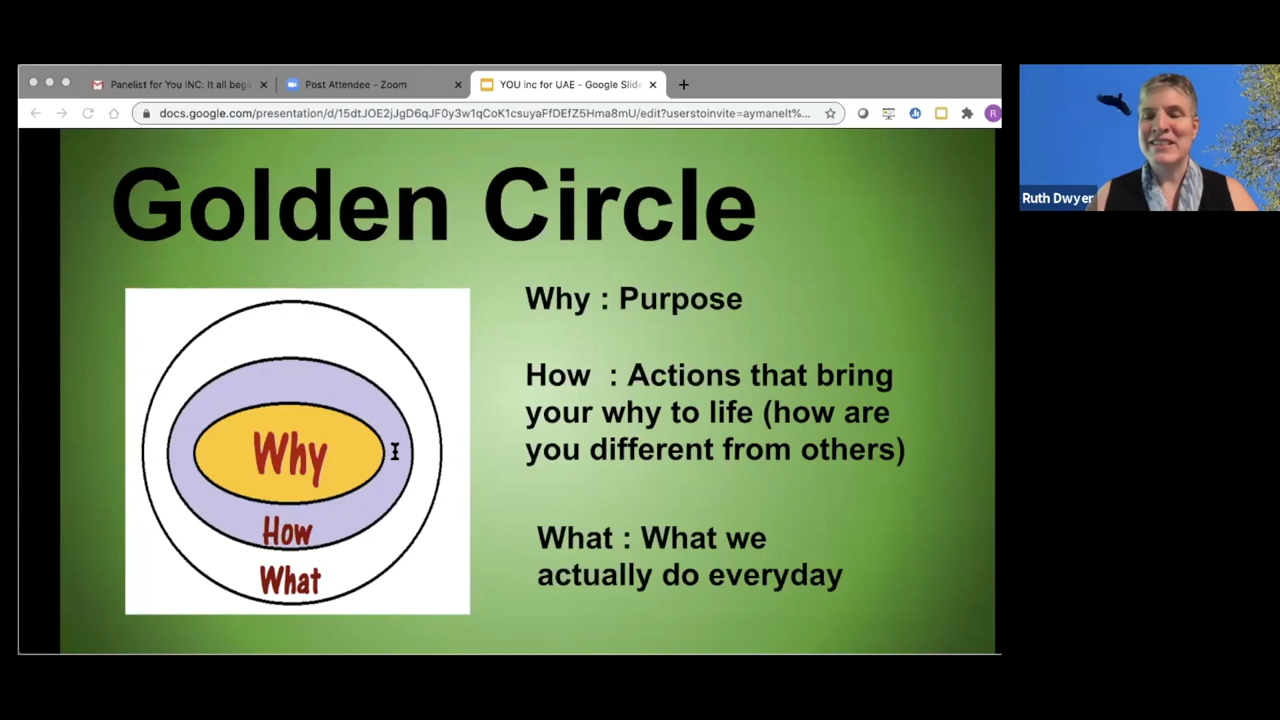 Panelist for You INC: It all begi
Post Attendee - Zoom
YOU inc for UAE - Google Slide
docs.google.com/presentation/d/15dtJOE2jJgD6qJF0y3w1qCoK1csuyaFfDEfZ5Hma8mU/edit?userstoinvite=aymanelt%...
R
Ruth Dwyer
Golden Circle
Why
How
What
Why : Purpose
How : Actions that bring
your why to life (how are
you different from others)
What : What we
actually do everyday